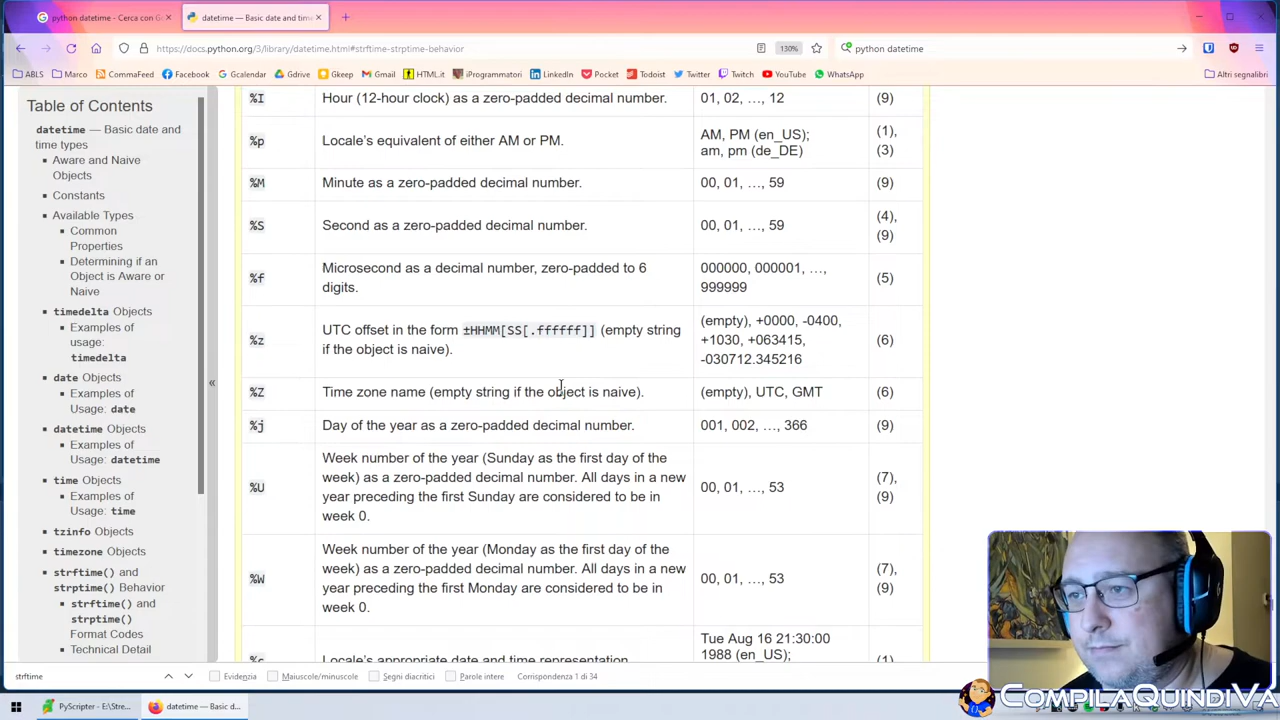 python datetime - Cerca con G
datetime — Basic date and time
https://docs.python.org/3/library/datetime.html#strftime-strptime-behavior
130%
python datetime
ABLS
Marco
CommaFeed
Facebook
Gcalendar
Gdrive
Gkeep
Gmail
HTML.it
iProgrammatori
LinkedIn
Pocket
Todoist
Twitter
Twitch
YouTube
WhatsApp
Altri segnalibri
Table of Contents
datetime — Basic date and
time types
Aware and Naive
Objects
Constants
Available Types
Common
Properties
Determining if an
Object is Aware or
Naive
timedelta Objects
Examples of
usage:
timedelta
date Objects
Examples of
Usage: date
datetime Objects
Examples of
Usage: datetime
time Objects
Examples of
Usage: time
tzinfo Objects
timezone Objects
strftime() and
strptime() Behavior
strftime() and
strptime()
Format Codes
Technical Detail
«
%I Hour (12-hour clock) as a zero-padded decimal number. 01, 02, …, 12 (9)
%p Locale's equivalent of either AM or PM. AM, PM (en_US);
am, pm (de_DE) (1),
(3)
%M Minute as a zero-padded decimal number. 00, 01, …, 59 (9)
%S Second as a zero-padded decimal number. 00, 01, …, 59 (4),
(9)
%f Microsecond as a decimal number, zero-padded to 6
digits. 000000, 000001, …,
999999 (5)
%z UTC offset in the form ±HHMM[SS[.ffffff]] (empty string
if the object is naive). (empty), +0000, -0400,
+1030, +063415,
-030712.345216 (6)
%Z Time zone name (empty string if the object is naive). (empty), UTC, GMT (6)
%j Day of the year as a zero-padded decimal number. 001, 002, …, 366 (9)
%U Week number of the year (Sunday as the first day of the
week) as a zero-padded decimal number. All days in a new
year preceding the first Sunday are considered to be in
week 0. 00, 01, …, 53 (7),
(9)
%W Week number of the year (Monday as the first day of the
week) as a zero-padded decimal number. All days in a new
year preceding the first Monday are considered to be in
week 0. 00, 01, …, 53 (7),
(9)
%c Locale's appropriate date and time representation. Tue Aug 16 21:30:00
1988 (en_US); (1)
strftime
Evidenzia
Maiuscole/minuscole
Segni diacritici
Parole intere
Corrispondenza 1 di 34
PyScripter - E:\Stre...
datetime — Basic d...
CompilaQuindiVa